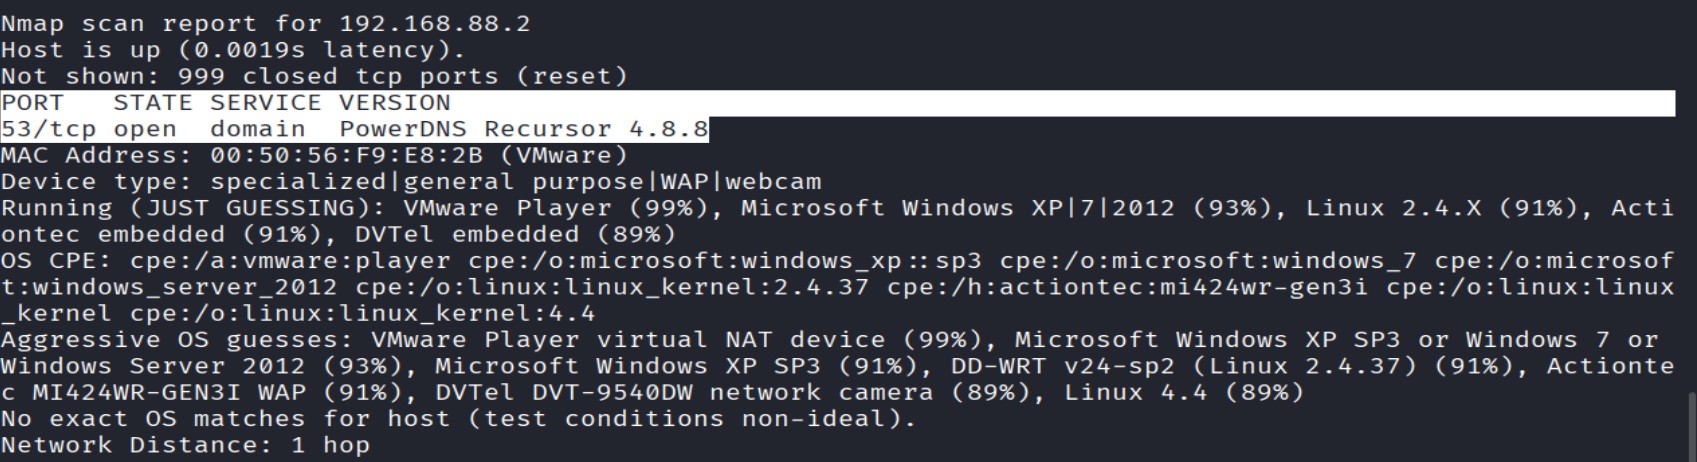 Nmap scan report for 192.168.88.2
Host is up (0.0019s latency).
Not shown: 999 closed tcp ports (reset)
PORT   STATE SERVICE VERSION
53/tcp open  domain  PowerDNS Recursor 4.8.8
MAC Address: 00:50:56:F9:E8:2B (VMware)
Device type: specialized|general purpose|WAP|webcam
Running (JUST GUESSING): VMware Player (99%), Microsoft Windows XP|7|2012 (93%), Linux 2.4.X (91%), Acti
ontec embedded (91%), DVTel embedded (89%)
OS CPE: cpe:/a:vmware:player cpe:/o:microsoft:windows_xp::sp3 cpe:/o:microsoft:windows_7 cpe:/o:microsof
t:windows_server_2012 cpe:/o:linux:linux_kernel:2.4.37 cpe:/h:actiontec:mi424wr-gen3i cpe:/o:linux:linux
_kernel cpe:/o:linux:linux_kernel:4.4
Aggressive OS guesses: VMware Player virtual NAT device (99%), Microsoft Windows XP SP3 or Windows 7 or
Windows Server 2012 (93%), Microsoft Windows XP SP3 (91%), DD-WRT v24-sp2 (Linux 2.4.37) (91%), Actionte
c MI424WR-GEN3I WAP (91%), DVTel DVT-9540DW network camera (89%), Linux 4.4 (89%)
No exact OS matches for host (test conditions non-ideal).
Network Distance: 1 hop